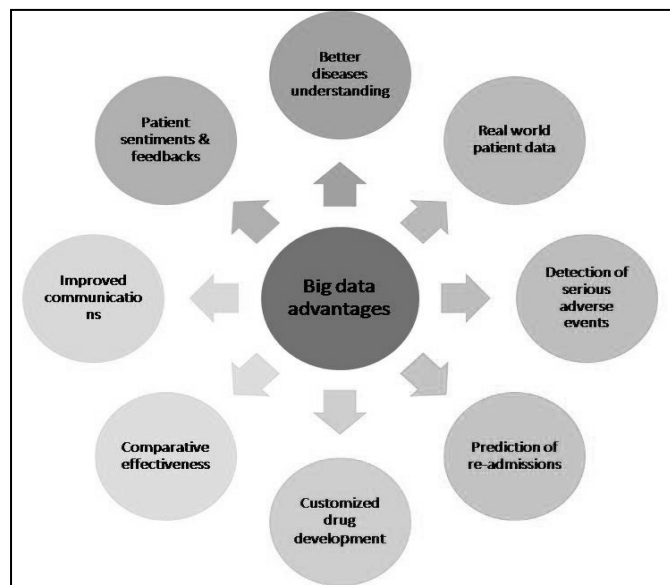 Better
diseases
understanding
Patient
sentiments &
feedbacks
Real world
patient data
Improved
communicatio
ns
Big data
advantages
Detection of
serious
adverse
events
Comparative
effectiveness
Prediction of
re-admissions
Customized
drug
development